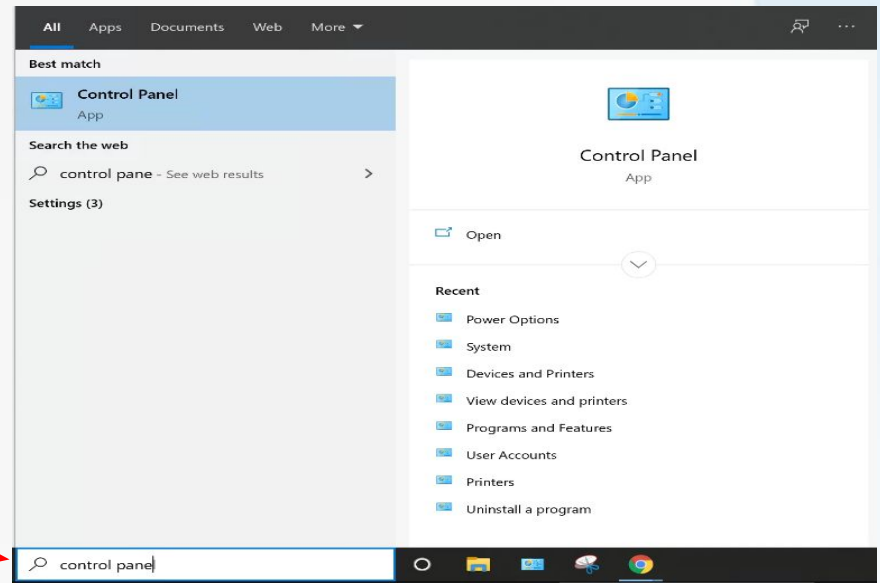 All Apps Documents Web More
Best match
Control Panel
App
Search the web
control pane - See web results
Settings (3)
Control Panel
App
Open
Recent
Power Options
System
Devices and Printers
View devices and printers
Programs and Features
User Accounts
Printers
Uninstall a program
control pane